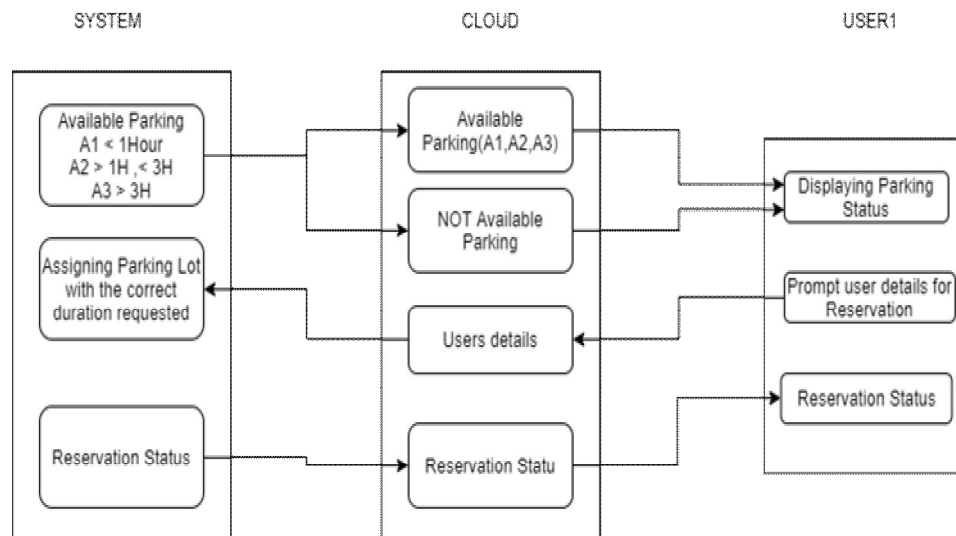 SYSTEM
CLOUD
USER1
Available Parking
A1 < 1Hour
A2 > 1H , < 3H
A3 > 3H
Assigning Parking Lot
with the correct
duration requested
Reservation Status
Available
Parking(A1,A2,A3)
NOT Available
Parking
Users details
Reservation Statu
Displaying Parking
Status
Prompt user details for
Reservation
Reservation Status